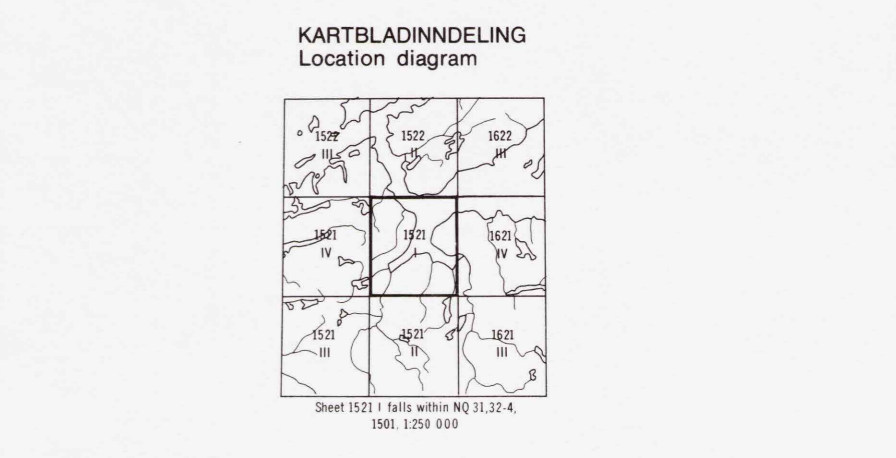 KARTBLADINNDELING
Location diagram
1522 1522 1622
III II III
1521 1521 1621
IV I IV
1521 1521 1621
III II III
Sheet 1521 I falls within NQ 31,32-4,
1501, 1:250 000